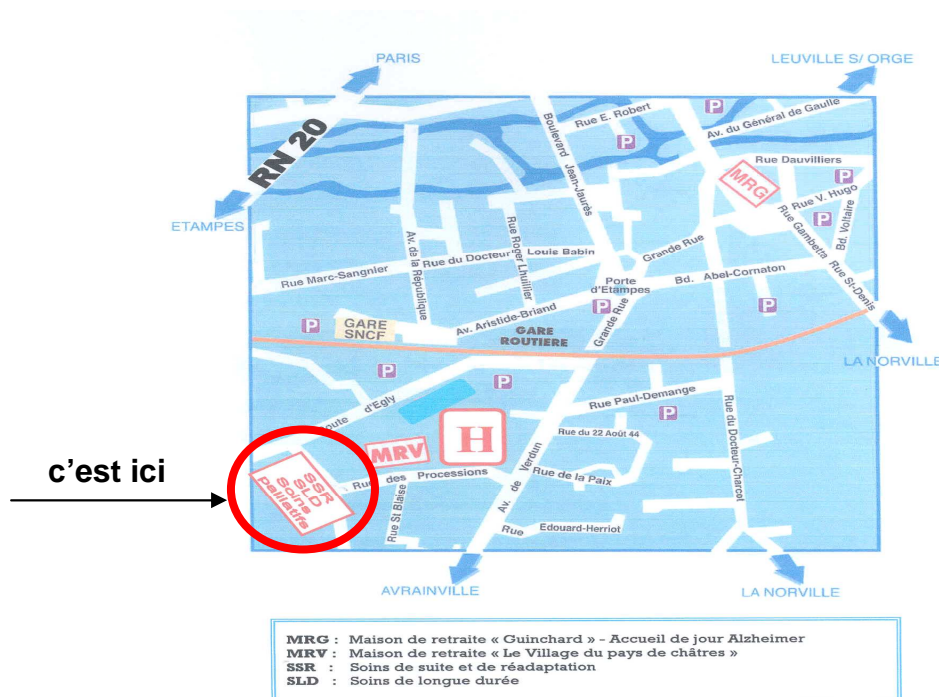 PARIS
LEUVILLE S/ ORGE
RN 20
ETAMPES
Rue E. Robert
P
Av. du Général de Gaulle
P
Boulevard Jean-Jaurès
MRG
Rue Dauvilliers
P
Rue V. Hugo
P
Bd. Voltaire
Rue Gambetta
Rue St-Denis
Av. de la République
Rue Roger Lhuillier
Rue Marc-Sangnier
Rue du Docteur Louis Babin
Grande Rue
Porte
d'Etampes
Bd. Abel-Cornaton
P
P
P
GARE
SNCF
Av. Aristide-Briand
GARE
ROUTIERE
Grande Rue
LA NORVILLE
P
P
Route d'Egly
Rue Paul-Demange
P
H
MRV
Rue du 22 Août 44
Rue du Docteur-Charcot
c'est ici
SSR
SLD
Soins
palliatifs
Rue des Processions
Rue St Blaise
Av. de Verdun
Rue de la Paix
Rue Edouard-Herriot
AVRAINVILLE
LA NORVILLE
MRG : Maison de retraite « Guinchard » - Accueil de jour Alzheimer
MRV : Maison de retraite « Le Village du pays de châtres »
SSR : Soins de suite et de réadaptation
SLD : Soins de longue durée